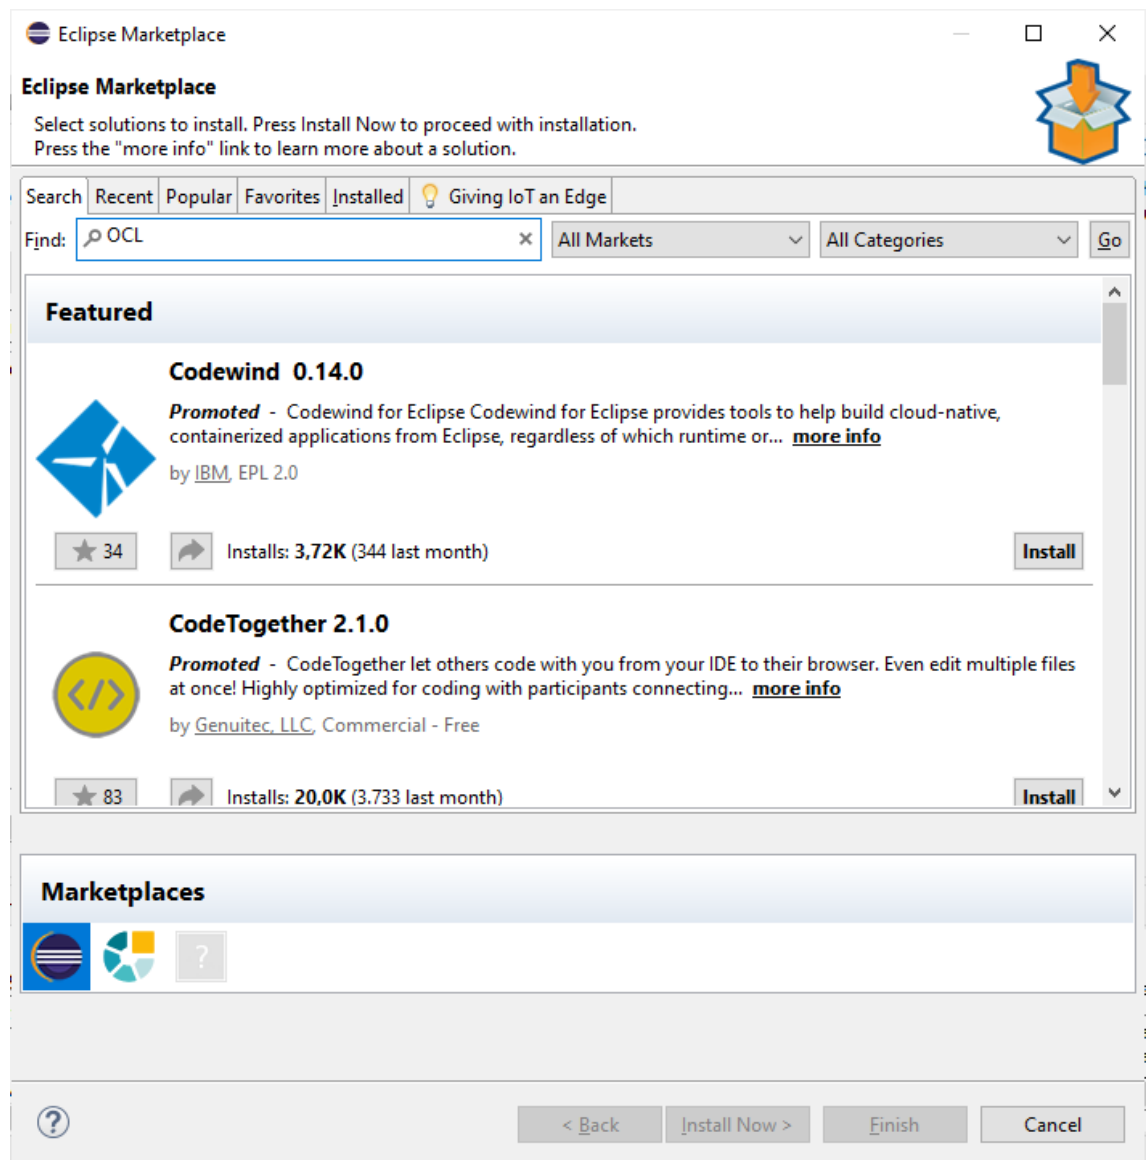 Eclipse Marketplace
Eclipse Marketplace
Select solutions to install. Press Install Now to proceed with installation.
Press the "more info" link to learn more about a solution.
Search Recent Popular Favorites Installed Giving IoT an Edge
Find: OCL All Markets All Categories Go
Featured
Codewind 0.14.0
Promoted - Codewind for Eclipse Codewind for Eclipse provides tools to help build cloud-native,
containerized applications from Eclipse, regardless of which runtime or... more info
by IBM, EPL 2.0
34 Installs: 3,72K (344 last month) Install
CodeTogether 2.1.0
Promoted - CodeTogether let others code with you from your IDE to their browser. Even edit multiple files
at once! Highly optimized for coding with participants connecting... more info
by Genuitec, LLC, Commercial - Free
83 Installs: 20,0K (3.733 last month) Install
Marketplaces
?
? < Back Install Now > Finish Cancel